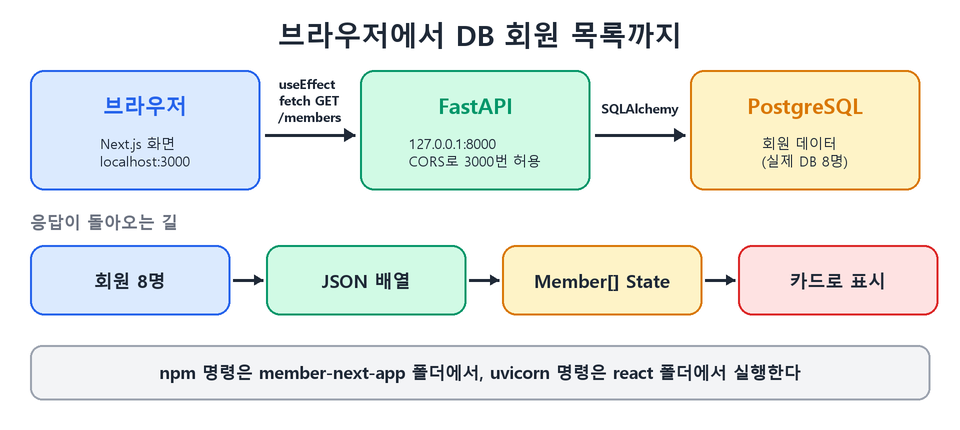 브라우저에서 DB 회원 목록까지
브라우저
Next.js 화면
localhost:3000
useEffect
fetch GET
/members
FastAPI
127.0.0.1:8000
CORS로 3000번 허용
SQLAlchemy
PostgreSQL
회원 데이터
(실제 DB 8명)
응답이 돌아오는 길
회원 8명
JSON 배열
Member[] State
카드로 표시
npm 명령은 member-next-app 폴더에서, uvicorn 명령은 react 폴더에서 실행한다